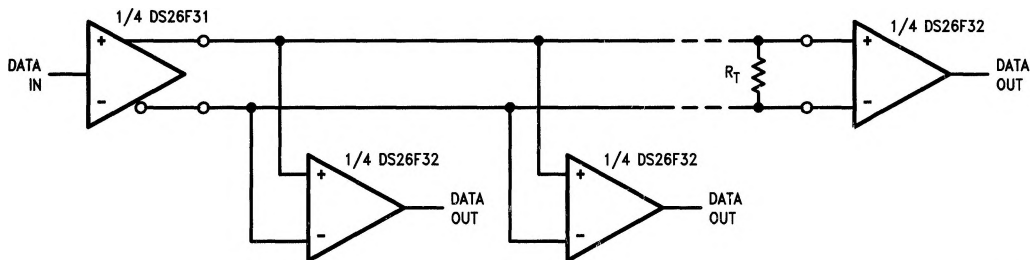 1/4 DS26F31
1/4 DS26F32
DATA
IN
+
−
RT
+
−
DATA
OUT
1/4 DS26F32
+
−
DATA
OUT
1/4 DS26F32
+
−
DATA
OUT